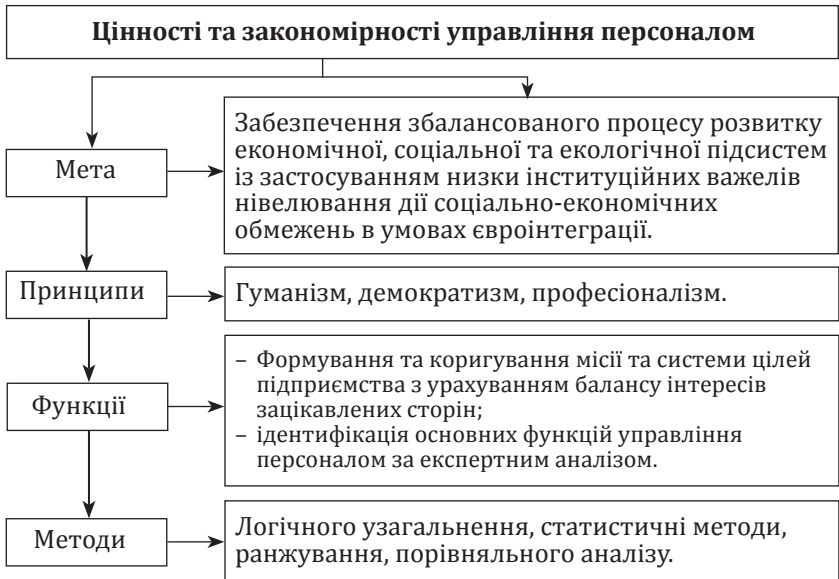 Цінності та закономірності управління персоналом
Мета
Забезпечення збалансованого процесу розвитку
економічної, соціальної та екологічної підсистем
із застосуванням низки інституційних важелів
нівелювання дії соціально-економічних
обмежень в умовах євроінтеграції.
Принципи
Гуманізм, демократизм, професіоналізм.
Функції
– Формування та коригування місії та системи цілей
підприємства з урахуванням балансу інтересів
зацікавлених сторін;
– ідентифікація основних функцій управління
персоналом за експертним аналізом.
Методи
Логічного узагальнення, статистичні методи,
ранжування, порівняльного аналізу.